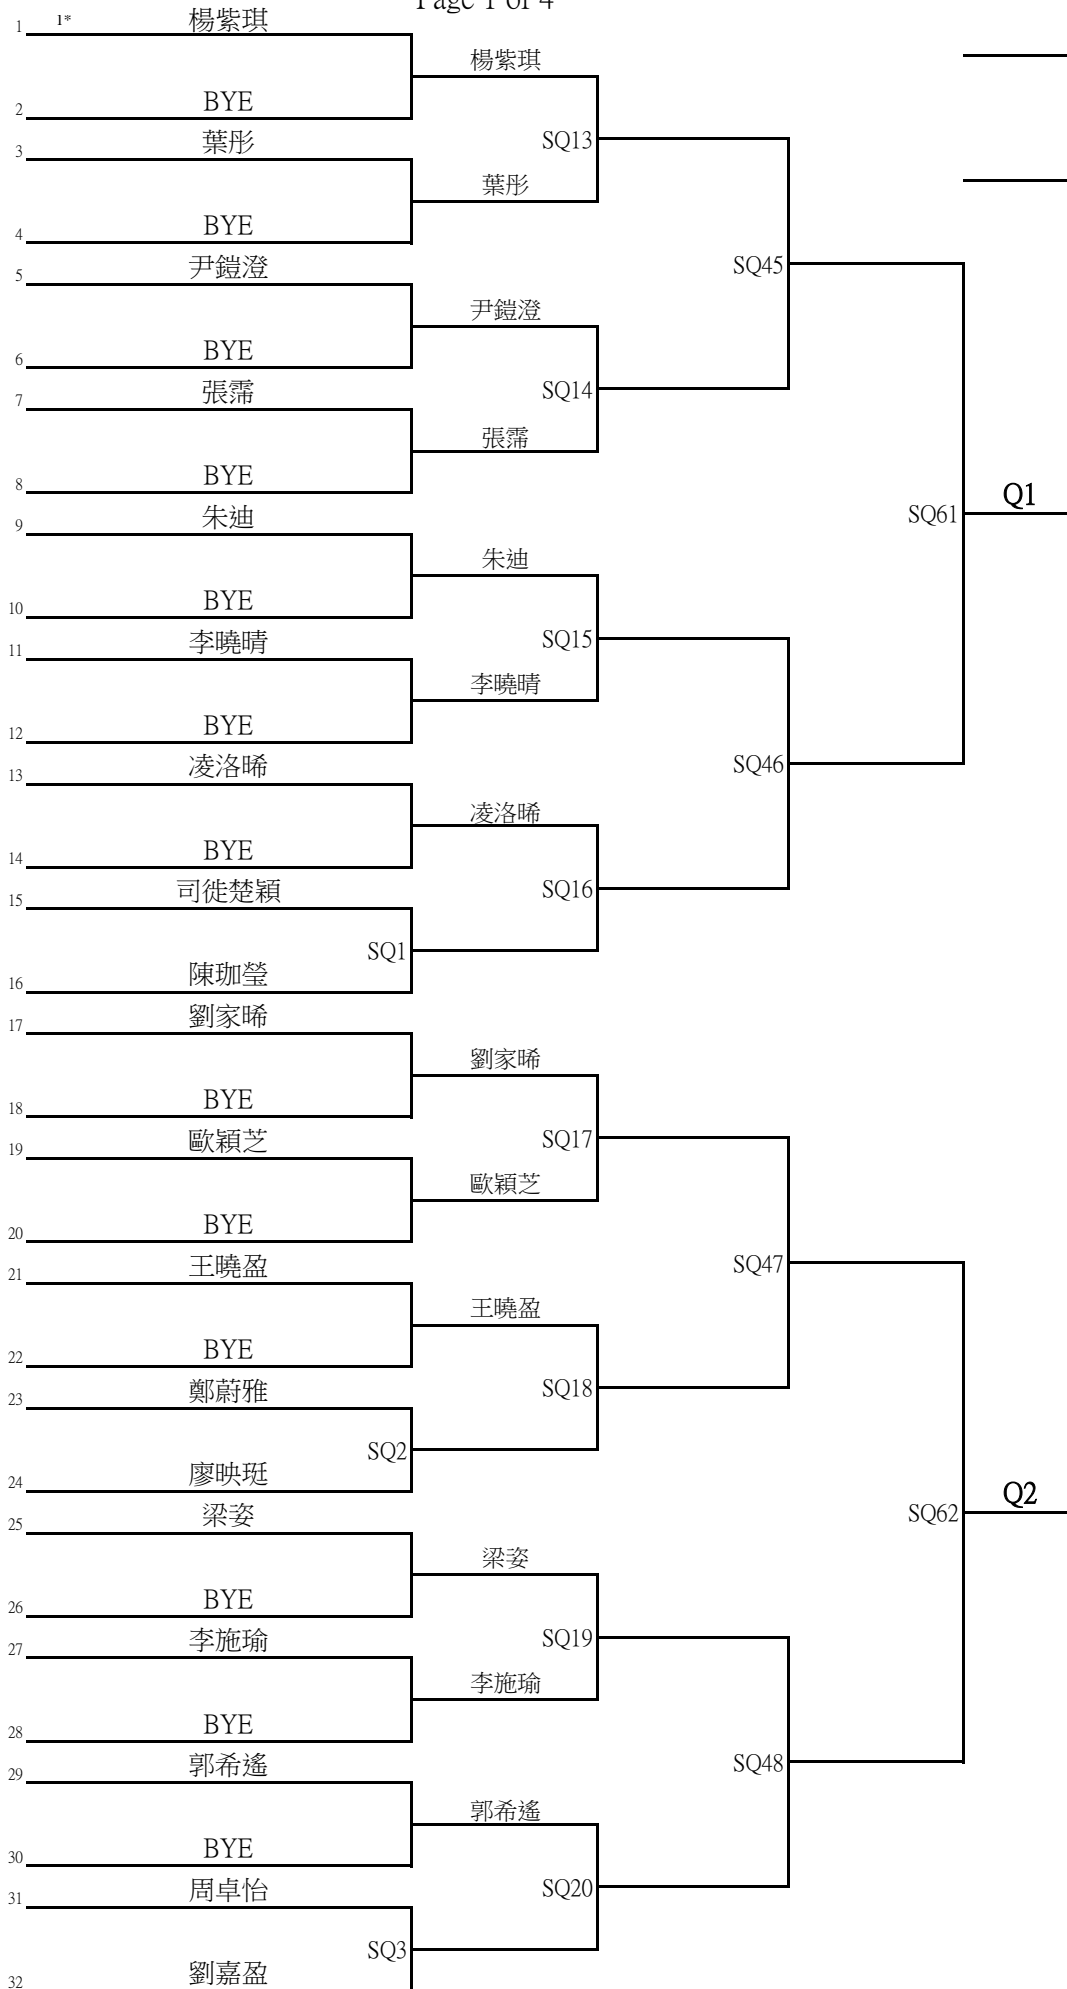 Page 1 of 4
1 1* 楊紫琪
楊紫琪
2 BYE
SQ13
3 葉彤
葉彤
4 BYE
SQ45
5 尹鎧澄
尹鎧澄
6 BYE
SQ14
7 張霈
張霈
8 BYE
Q1
SQ61
9 朱迪
朱迪
10 BYE
SQ15
11 李曉晴
李曉晴
12 BYE
SQ46
13 凌洛晞
凌洛晞
14 BYE
SQ16
15 司徙楚穎
SQ1
16 陳珈瑩
17 劉家晞
劉家晞
18 BYE
SQ17
19 歐穎芝
歐穎芝
20 BYE
SQ47
21 王曉盈
王曉盈
22 BYE
SQ18
23 鄭蔚雅
SQ2
24 廖映珽
Q2
SQ62
25 梁姿
梁姿
26 BYE
SQ19
27 李施瑜
李施瑜
28 BYE
SQ48
29 郭希遙
郭希遙
30 BYE
SQ20
31 周卓怡
SQ3
32 劉嘉盈